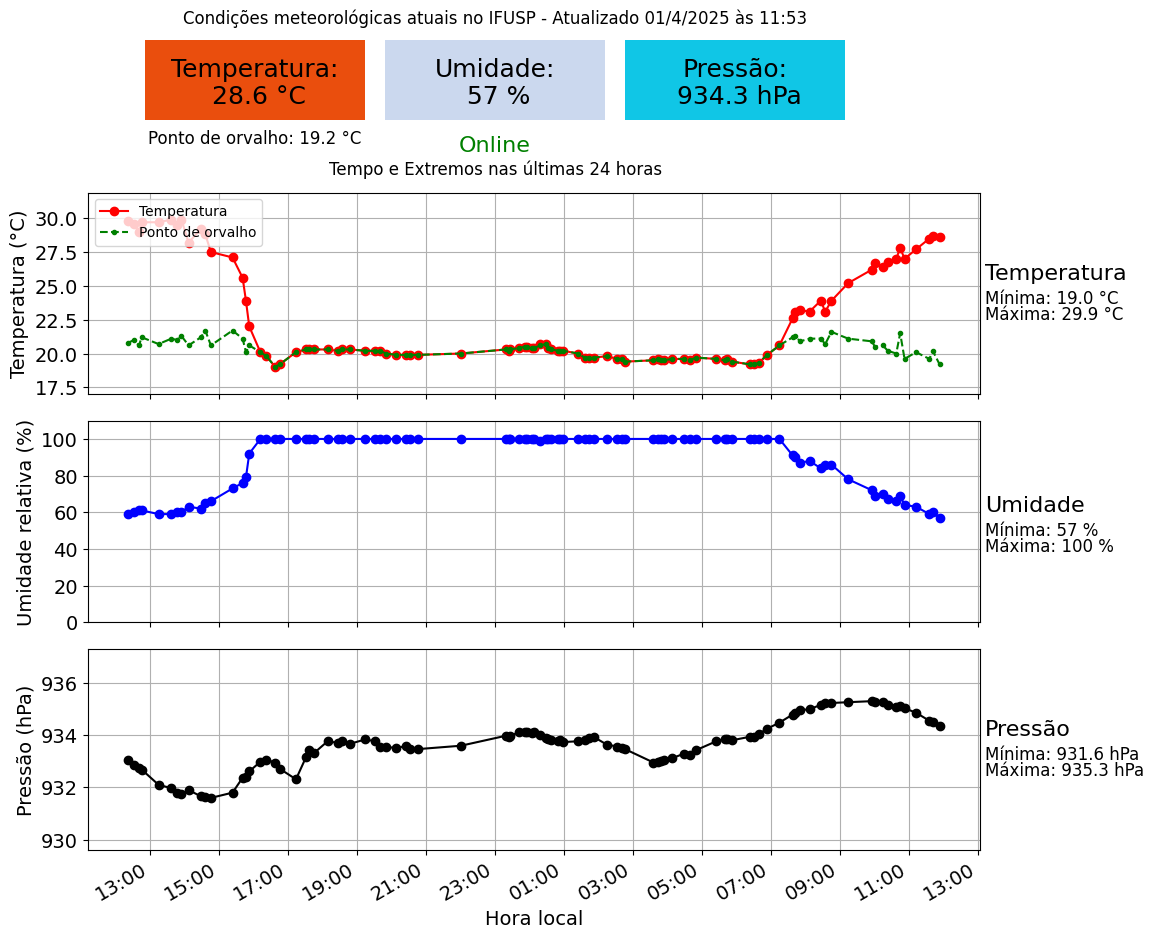 Condições meteorológicas atuais no IFUSP - Atualizado 01/4/2025 às 11:53
Temperatura:
28.6 °C
Umidade:
57 %
Pressão:
934.3 hPa
Ponto de orvalho: 19.2 °C
Online
Tempo e Extremos nas últimas 24 horas
Temperatura (°C)
30.0
27.5
25.0
22.5
20.0
17.5
Temperatura
Ponto de orvalho
Temperatura
Mínima: 19.0 °C
Máxima: 29.9 °C
Umidade relativa (%)
100
80
60
40
20
0
Umidade
Mínima: 57 %
Máxima: 100 %
Pressão (hPa)
936
934
932
930
Pressão
Mínima: 931.6 hPa
Máxima: 935.3 hPa
13:00
15:00
17:00
19:00
21:00
23:00
01:00
03:00
05:00
07:00
09:00
11:00
13:00
Hora local